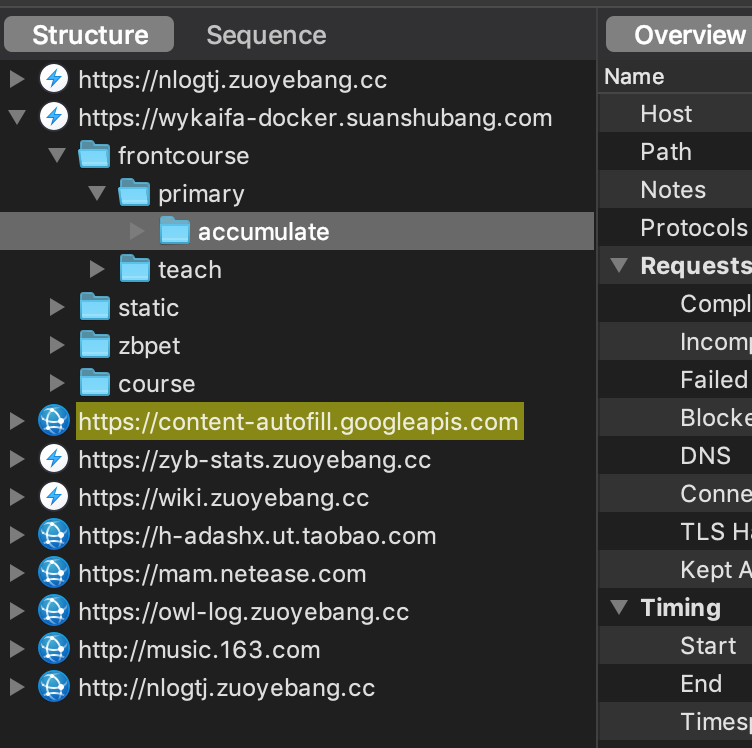 Structure Sequence
https://nlogtj.zuoyebang.cc
https://wykaifa-docker.suanshubang.com
frontcourse
primary
accumulate
teach
static
zbpet
course
https://content-autofill.googleapis.com
https://zyb-stats.zuoyebang.cc
https://wiki.zuoyebang.cc
https://h-adashx.ut.taobao.com
https://mam.netease.com
https://owl-log.zuoyebang.cc
http://music.163.com
http://nlogtj.zuoyebang.cc
Overview
Name
Host
Path
Notes
Protocols
Requests
Compl
Incomp
Failed
Blocke
DNS
Conne
TLS Ha
Kept A
Timing
Start
End
Timesp